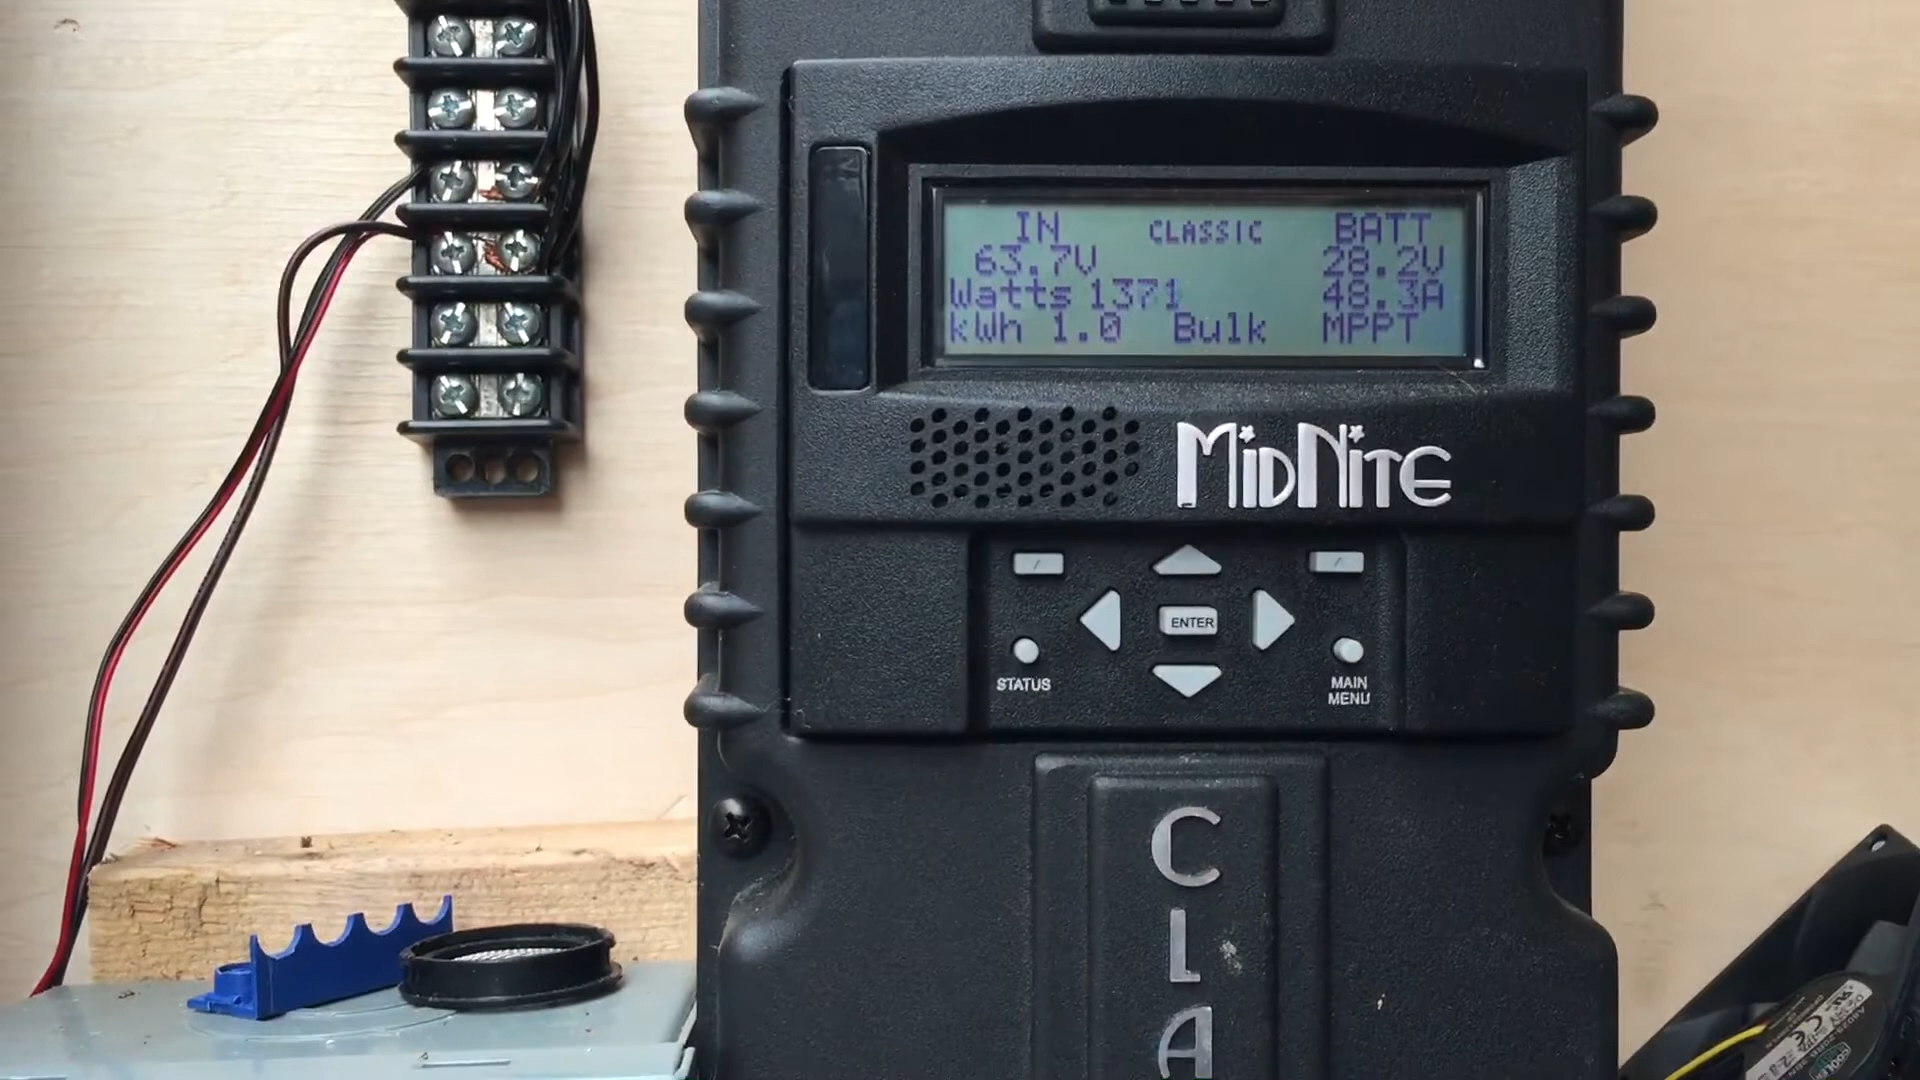 IN CLASSIC BATT
63.7V 28.2V
Watts 1371 48.3A
kWh 1.0 Bulk MPPT
MIDNITE
ENTER
STATUS
MAIN
MENU
CLA